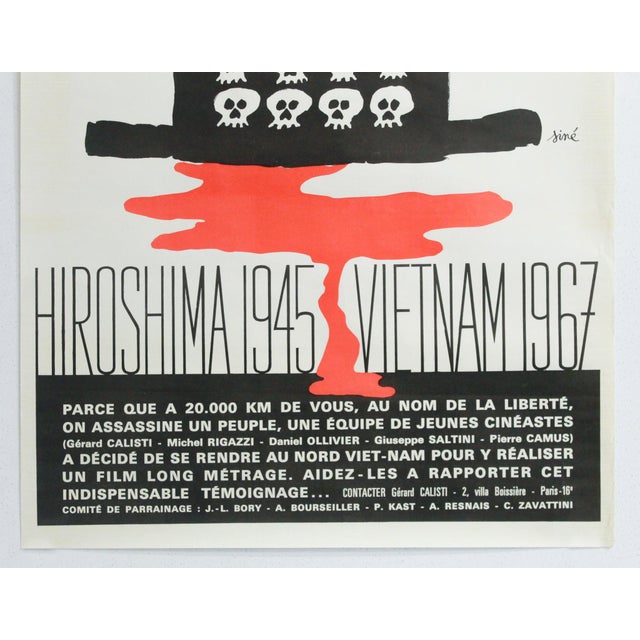 siné
HIROSHIMA 1945 VIETNAM 1967
PARCE QUE A 20.000 KM DE VOUS, AU NOM DE LA LIBERTÉ,
ON ASSASSINE UN PEUPLE, UNE ÉQUIPE DE JEUNES CINÉASTES
(Gérard CALISTI - Michel RIGAZZI - Daniel OLLIVIER - Giuseppe SALTINI - Pierre CAMUS)
A DÉCIDÉ DE SE RENDRE AU NORD VIET-NAM POUR Y RÉALISER
UN FILM LONG MÉTRAGE. AIDEZ-LES A RAPPORTER CET
INDISPENSABLE TÉMOIGNAGE... CONTACTER Gérard CALISTI - 2, villa Boissière - Paris-16e
COMITÉ DE PARRAINAGE : J.-L. BORY - A. BOURSEILLER - P. KAST - A. RESNAIS - C. ZAVATTINI